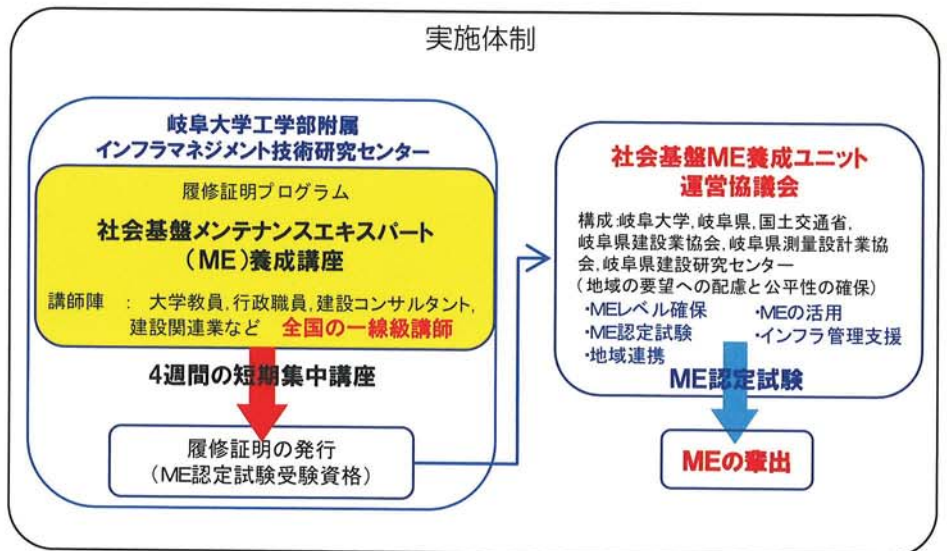 実施体制
岐阜大学工学部附属
インフラマネジメント技術研究センター
履修証明プログラム
社会基盤メンテナンスエキスパート
(ME)養成講座
講師陣 : 大学教員,行政職員,建設コンサルタント,
建設関連業など 全国の一線級講師
4週間の短期集中講座
履修証明の発行
(ME認定試験受験資格)
社会基盤ME養成ユニット
運営協議会
構成:岐阜大学,岐阜県,国土交通省,
岐阜県建設業協会,岐阜県測量設計業協
会,岐阜県建設研究センター
(地域の要望への配慮と公平性の確保)
・MEレベル確保 ・MEの活用
・ME認定試験 ・インフラ管理支援
・地域連携
ME認定試験
MEの輩出